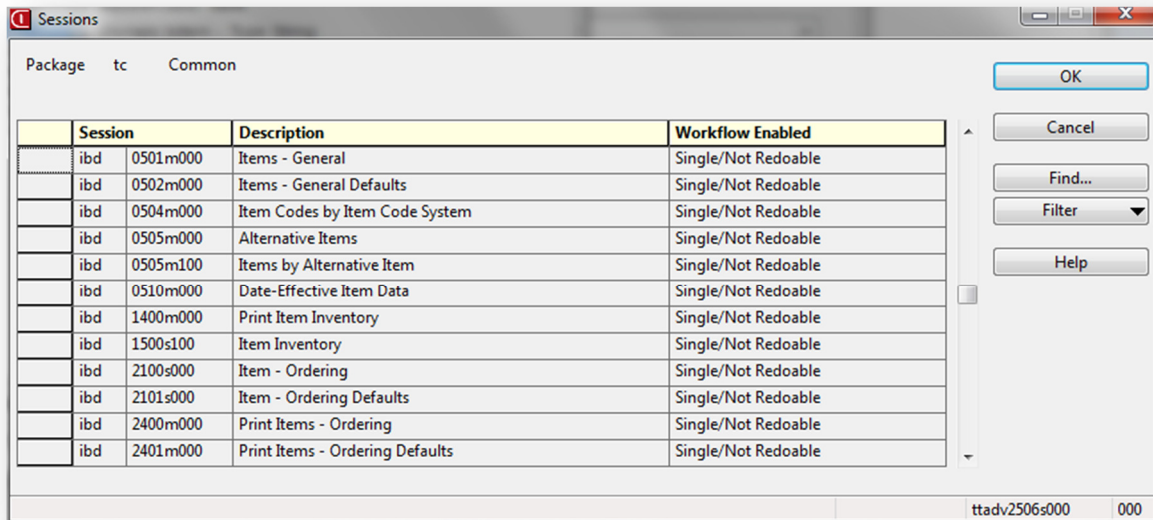 Sessions
Package tc Common
OK
Session Description Workflow Enabled
Cancel
ibd 0501m000 Items - General Single/Not Redoable
Find...
ibd 0502m000 Items - General Defaults Single/Not Redoable
ibd 0504m000 Item Codes by Item Code System Single/Not Redoable
Filter
ibd 0505m000 Alternative Items Single/Not Redoable
ibd 0505m100 Items by Alternative Item Single/Not Redoable
Help
ibd 0510m000 Date-Effective Item Data Single/Not Redoable
ibd 1400m000 Print Item Inventory Single/Not Redoable
ibd 1500s100 Item Inventory Single/Not Redoable
ibd 2100s000 Item - Ordering Single/Not Redoable
ibd 2101s000 Item - Ordering Defaults Single/Not Redoable
ibd 2400m000 Print Items - Ordering Single/Not Redoable
ibd 2401m000 Print Items - Ordering Defaults Single/Not Redoable
ttadv2506s000 000